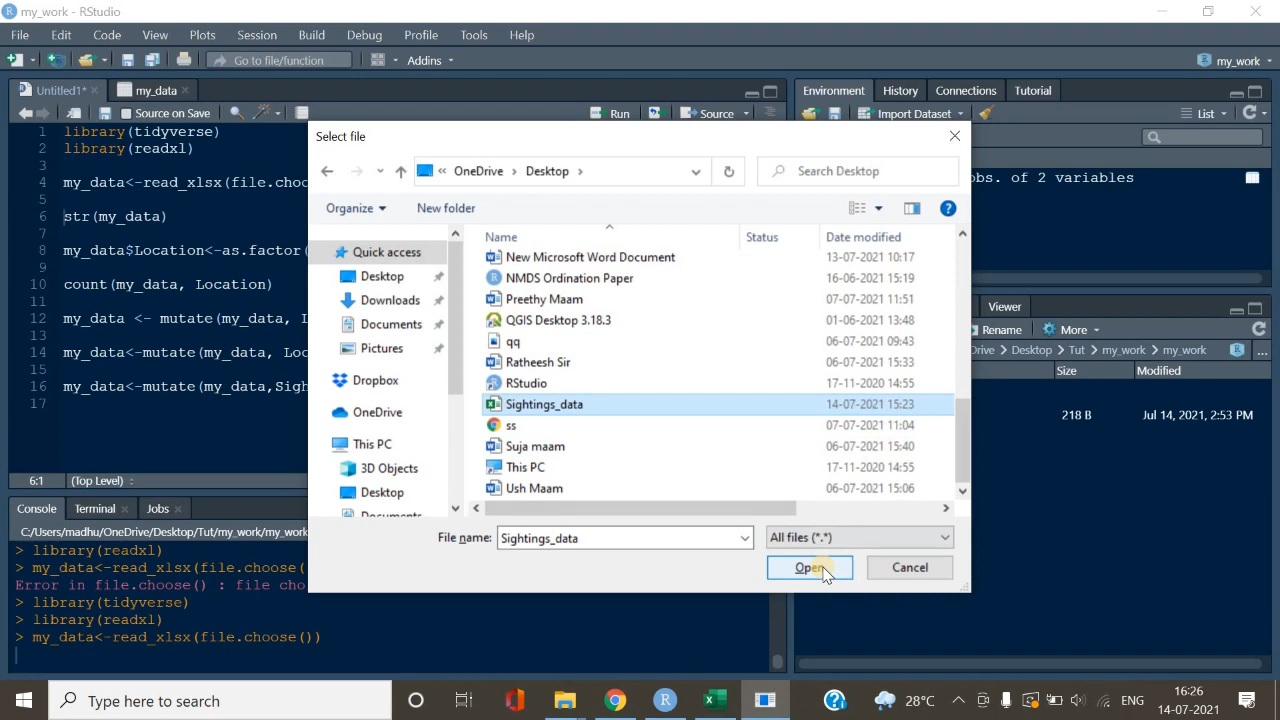 my_work - RStudio
File Edit Code View Plots Session Build Debug Profile Tools Help
Go to file/function Addins my_work
Untitled1* my_data Environment History Connections Tutorial
Source on Save Run Source Import Dataset List
1 library(tidyverse)
2 library(readxl)
3
4 my_data<-read_xlsx(file.choo
5
6 str(my_data)
7
8 my_data$Location<-as.factor(
9
10 count(my_data, Location)
11
12 my_data <- mutate(my_data, L
13
14 my_data<-mutate(my_data, Loc
15
16 my_data<-mutate(my_data,Sigh
17
6:1 (Top Level)
obs. of 2 variables
Viewer
Rename More
Drive Desktop Tut my_work my_work
Size Modified
218 B Jul 14, 2021, 2:53 PM
Select file
« OneDrive › Desktop › Search Desktop
Organize New folder
Quick access
Desktop
Downloads
Documents
Pictures
Dropbox
OneDrive
This PC
3D Objects
Desktop
Documents
Name Status Date modified
New Microsoft Word Document 13-07-2021 10:17
NMDS Ordination Paper 16-06-2021 15:19
Preethy Maam 07-07-2021 11:51
QGIS Desktop 3.18.3 01-06-2021 13:48
qq 06-07-2021 09:43
Ratheesh Sir 06-07-2021 15:33
RStudio 17-11-2020 14:55
Sightings_data 14-07-2021 15:23
ss 07-07-2021 11:04
Suja maam 06-07-2021 15:40
This PC 17-11-2020 14:55
Ush Maam 06-07-2021 15:06
File name: Sightings_data All files (*.*)
Open Cancel
Console Terminal Jobs
C:/Users/madhu/OneDrive/Desktop/Tut/my_work/my_work
> library(readxl)
> my_data<-read_xlsx(file.choose(
Error in file.choose() : file cho
> library(tidyverse)
> library(readxl)
> my_data<-read_xlsx(file.choose())
Type here to search 28°C ENG 16:26
14-07-2021